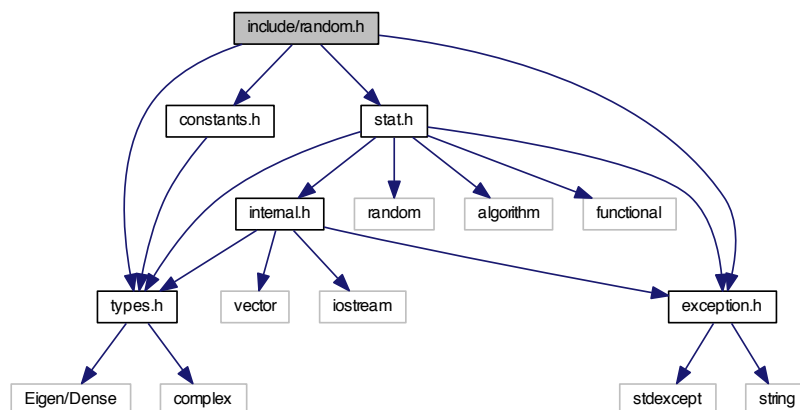 include/random.h
constants.h
stat.h
internal.h
random
algorithm
functional
types.h
vector
iostream
exception.h
Eigen/Dense
complex
stdexcept
string